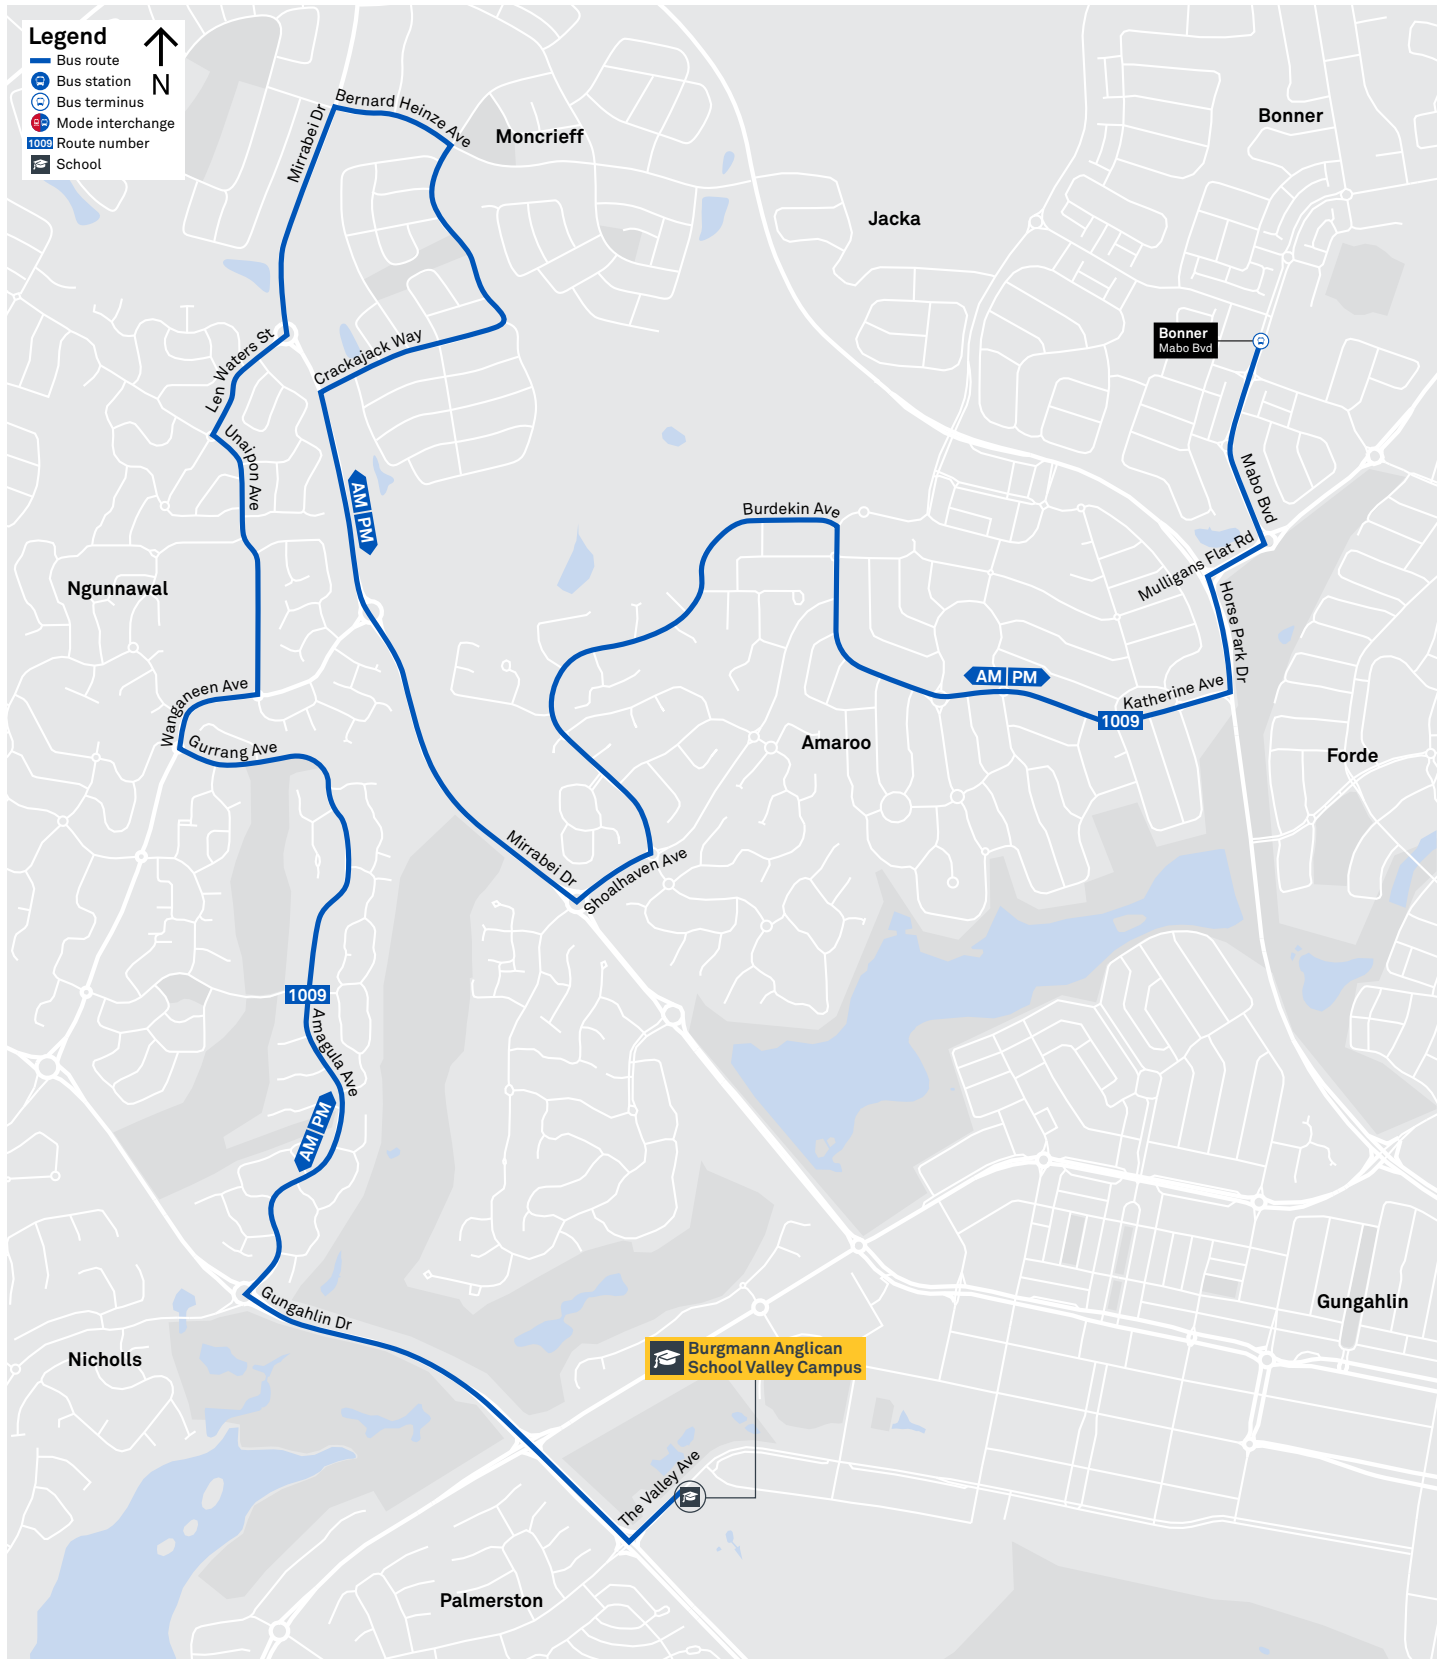 Legend
N
Bus route
Bus station
Bus terminus
Mode interchange
1009 Route number
School
Mirrabei Dr
Bernard Heinze Ave
Moncrieff
Bonner
Jacka
Bonner
Mabo Bvd
Len Waters St
Crackajack Way
Unaipon Ave
AM PM
Mabo Bvd
Burdekin Ave
Mulligans Flat Rd
Ngunnawal
Horse Park Dr
AM PM
Katherine Ave
1009
Wanganeen Ave
Gurrang Ave
Amaroo
Forde
Mirrabei Dr
Shoalhaven Ave
1009
Amagula Ave
AM PM
Gungahlin Dr
Gungahlin
Nicholls
Burgmann Anglican
School Valley Campus
The Valley Ave
Palmerston